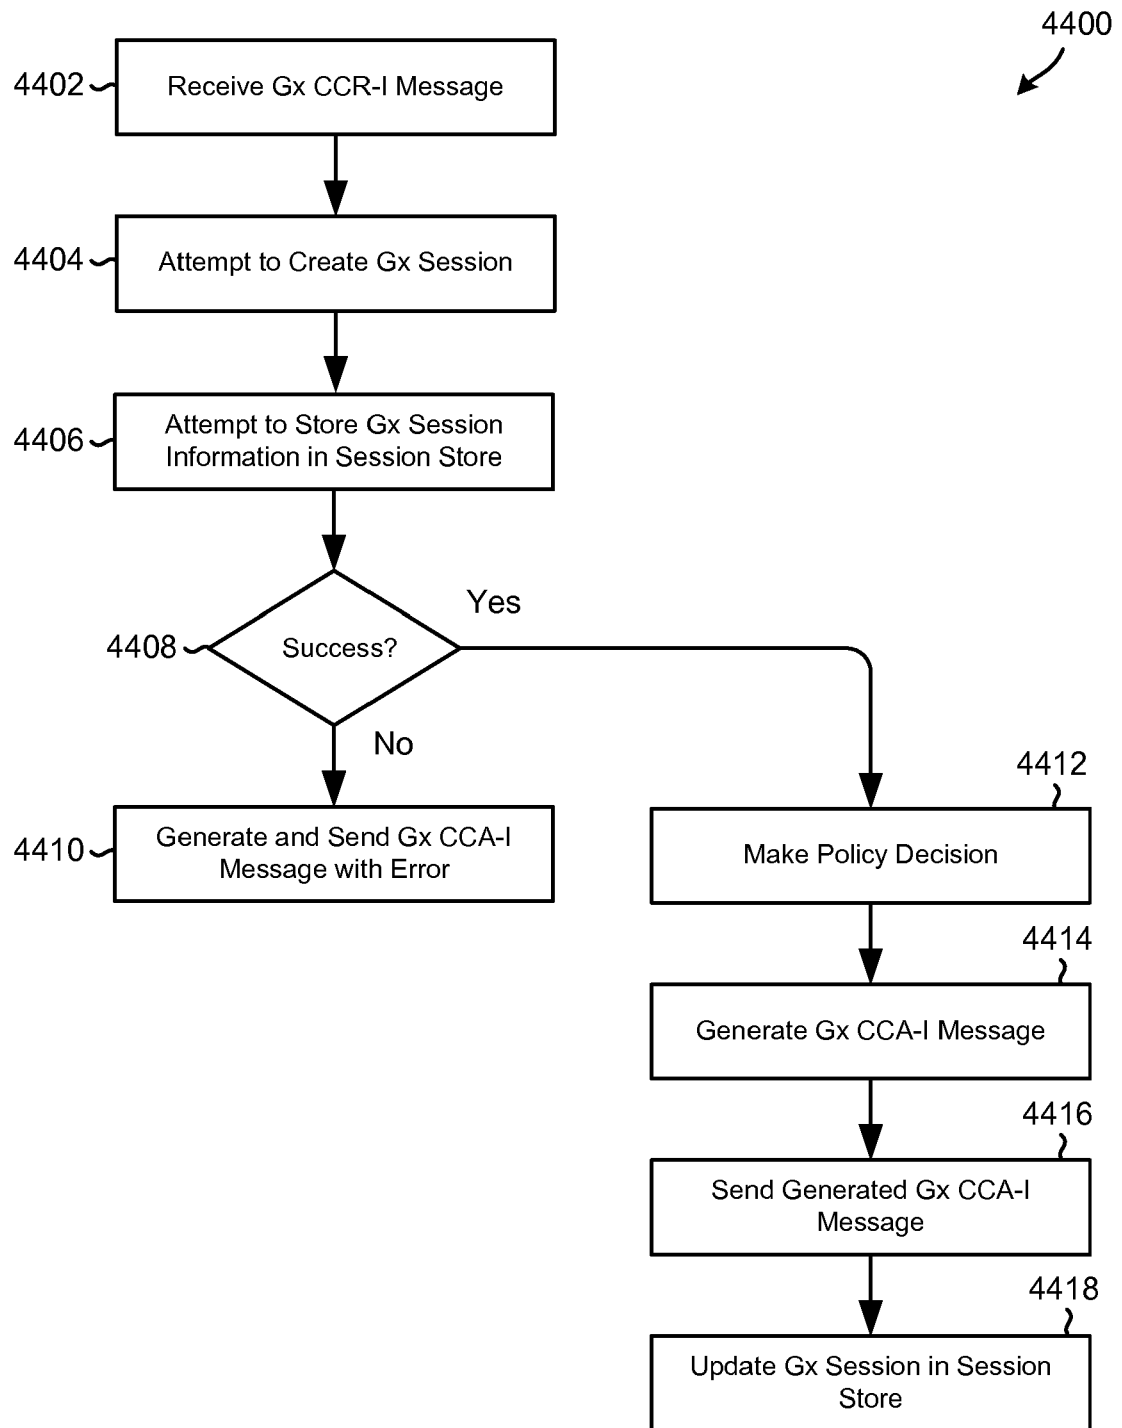 4400
4402
Receive Gx CCR-I Message
4404
Attempt to Create Gx Session
4406
Attempt to Store Gx Session
Information in Session Store
4408
Success?
Yes
No
4410
Generate and Send Gx CCA-I
Message with Error
4412
Make Policy Decision
4414
Generate Gx CCA-I Message
4416
Send Generated Gx CCA-I
Message
4418
Update Gx Session in Session
Store